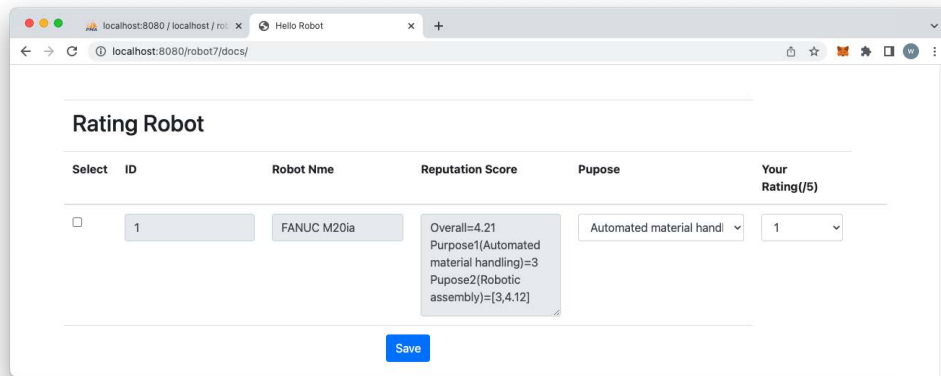 localhost:8080 / localhost / rob
Hello Robot
localhost:8080/robot7/docs/
W
Rating Robot
Select ID Robot Nme Reputation Score Pupose Your
Rating(/5)
1 FANUC M20ia Overall=4.21 Automated material handl 1
Purpose1(Automated
material handling)=3
Pupose2(Robotic
assembly)=[3,4.12]
Save